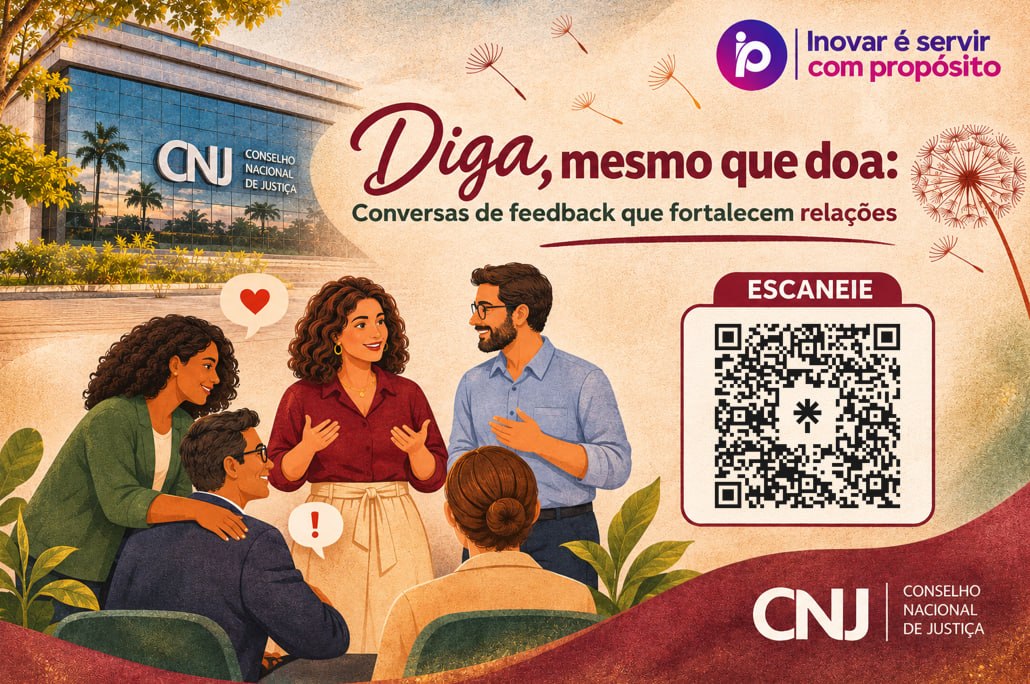 Inovar é servir
com propósito
CNJ
CONSELHO
NACIONAL
DE JUSTIÇA
Diga, mesmo que doa:
Conversas de feedback que fortalecem relações
ESCANEIE
!
CNJ
CONSELHO
NACIONAL
DE JUSTIÇA